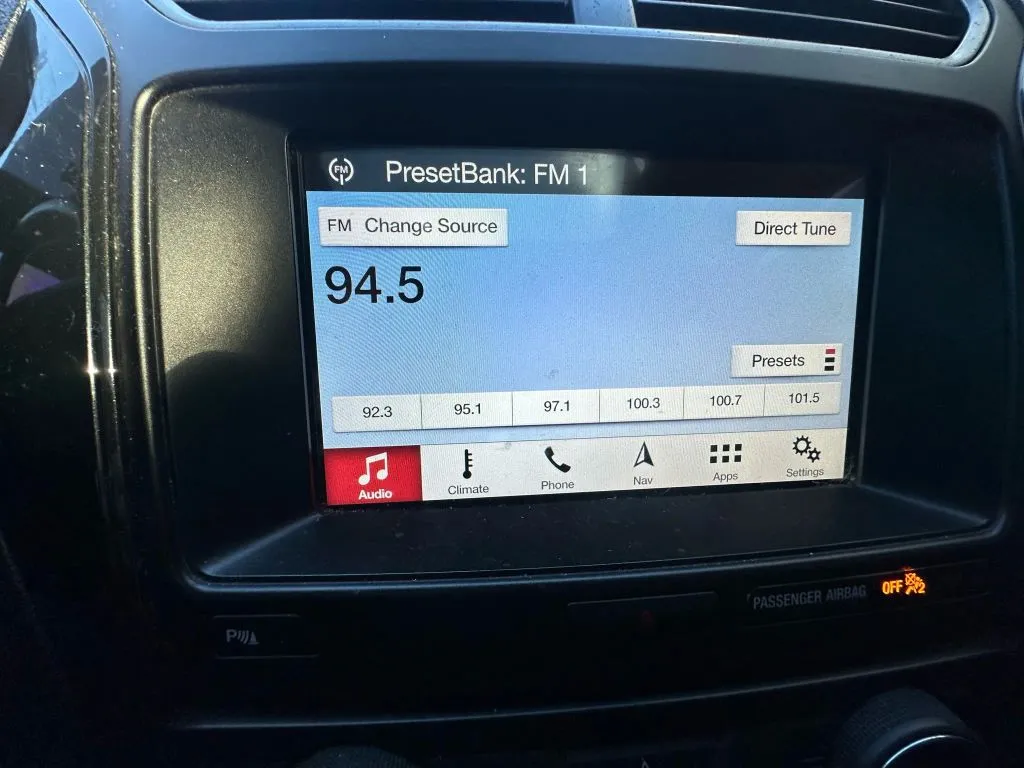 FM PresetBank: FM 1
FM Change Source
Direct Tune
94.5
Presets
92.3 95.1 97.1 100.3 100.7 101.5
Audio Climate Phone Nav Apps Settings
PASSENGER AIRBAG OFF 2
P